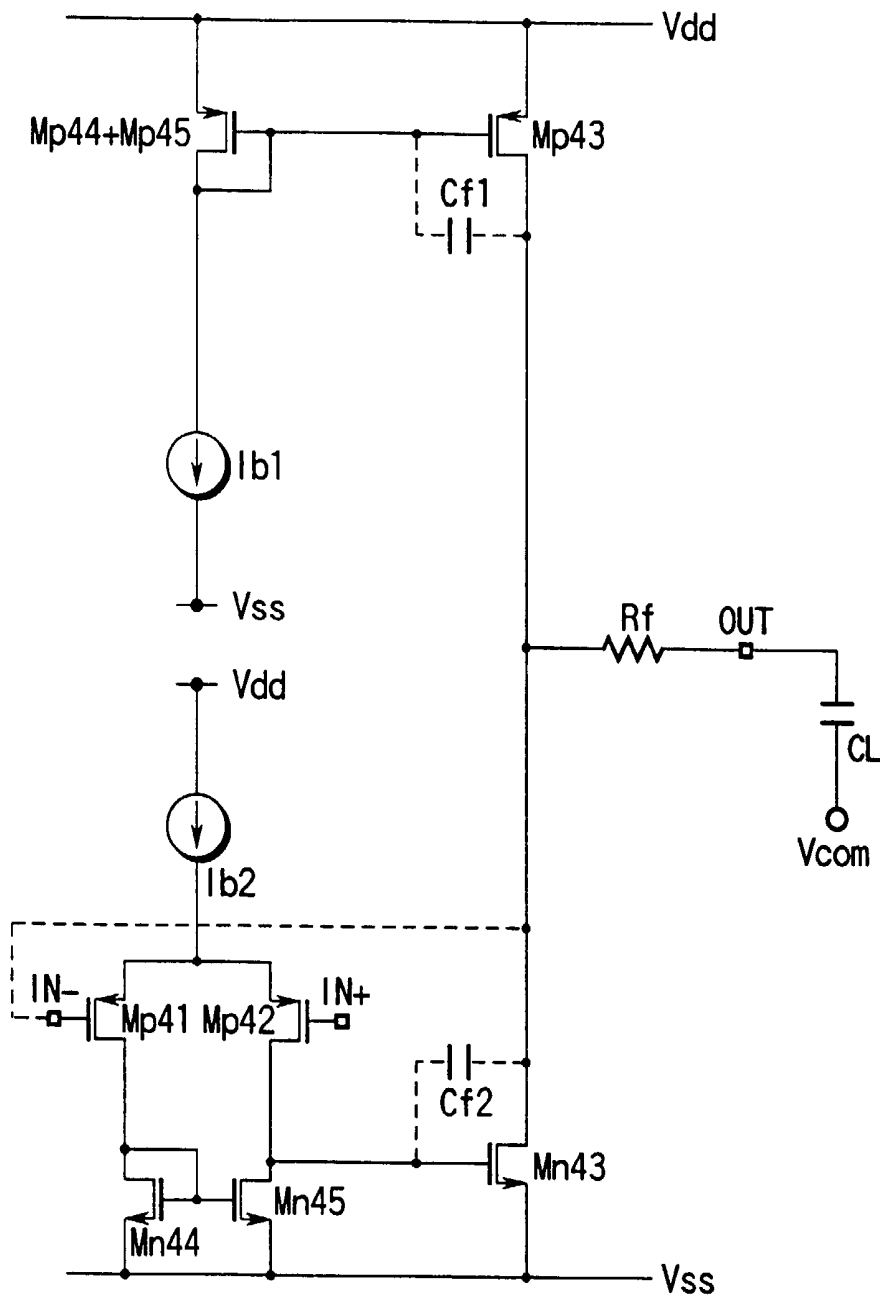 Vdd
Mp44+Mp45
Mp43
Cf1
Ib1
Vss
Rf
OUT
Vdd
CL
Ib2
Vcom
IN-
Mp41
Mp42
IN+
Cf2
Mn43
Mn45
Mn44
Vss